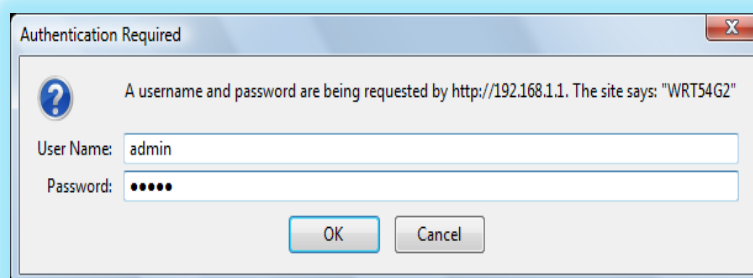 Authentication Required
X
?
A username and password are being requested by http://192.168.1.1. The site says: "WRT54G2"
User Name: admin
Password: •••••
OK Cancel